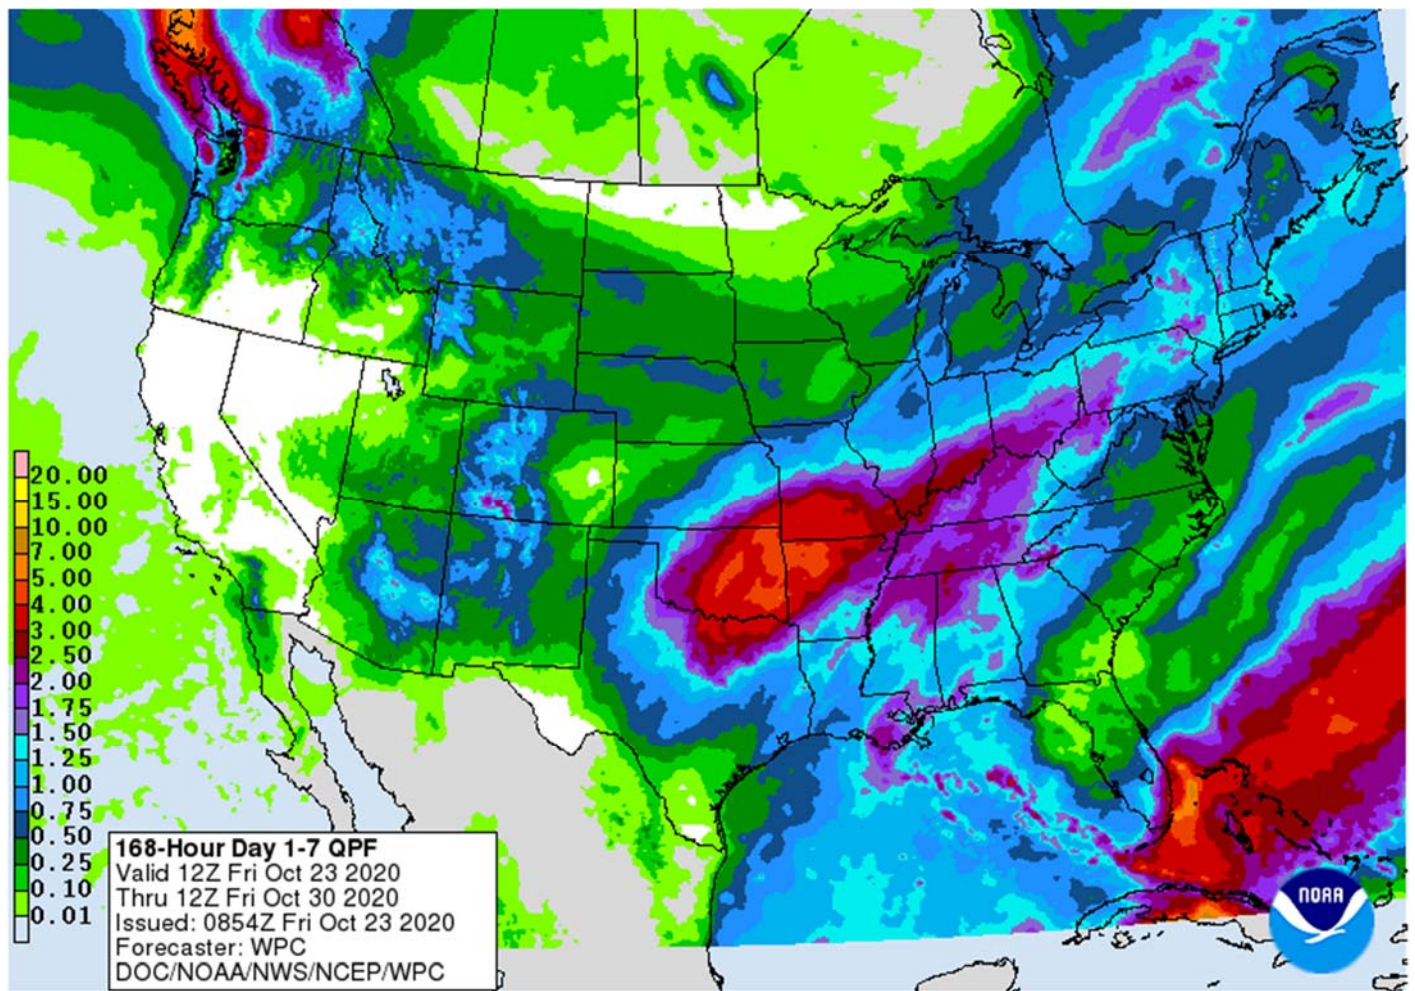 20.00
15.00
10.00
7.00
5.00
4.00
3.00
2.50
2.00
1.75
1.50
1.25
1.00
0.75
0.50
0.25
0.10
0.01
168-Hour Day 1-7 QPF
Valid 12Z Fri Oct 23 2020
Thru 12Z Fri Oct 30 2020
Issued: 0854Z Fri Oct 23 2020
Forecaster: WPC
DOC/NOAA/NWS/NCEP/WPC
NOAA